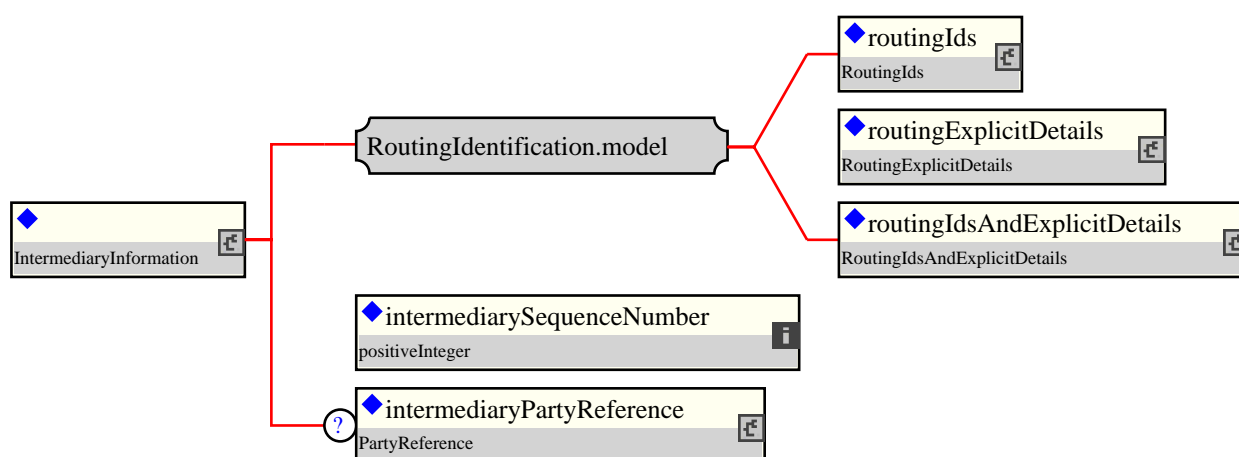 routingIds
RoutingIds
routingExplicitDetails
RoutingExplicitDetails
RoutingIdentification.model
routingIdsAndExplicitDetails
RoutingIdsAndExplicitDetails
IntermediaryInformation
intermediarySequenceNumber
i
positiveInteger
?
intermediaryPartyReference
PartyReference